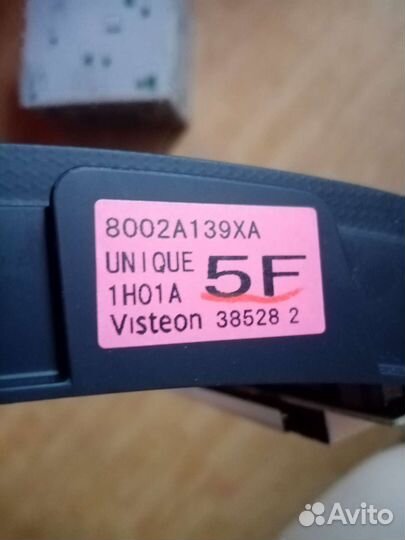 8002A139XA
UNIQUE 5F
1H01A
Visteon 38528 2
Avito